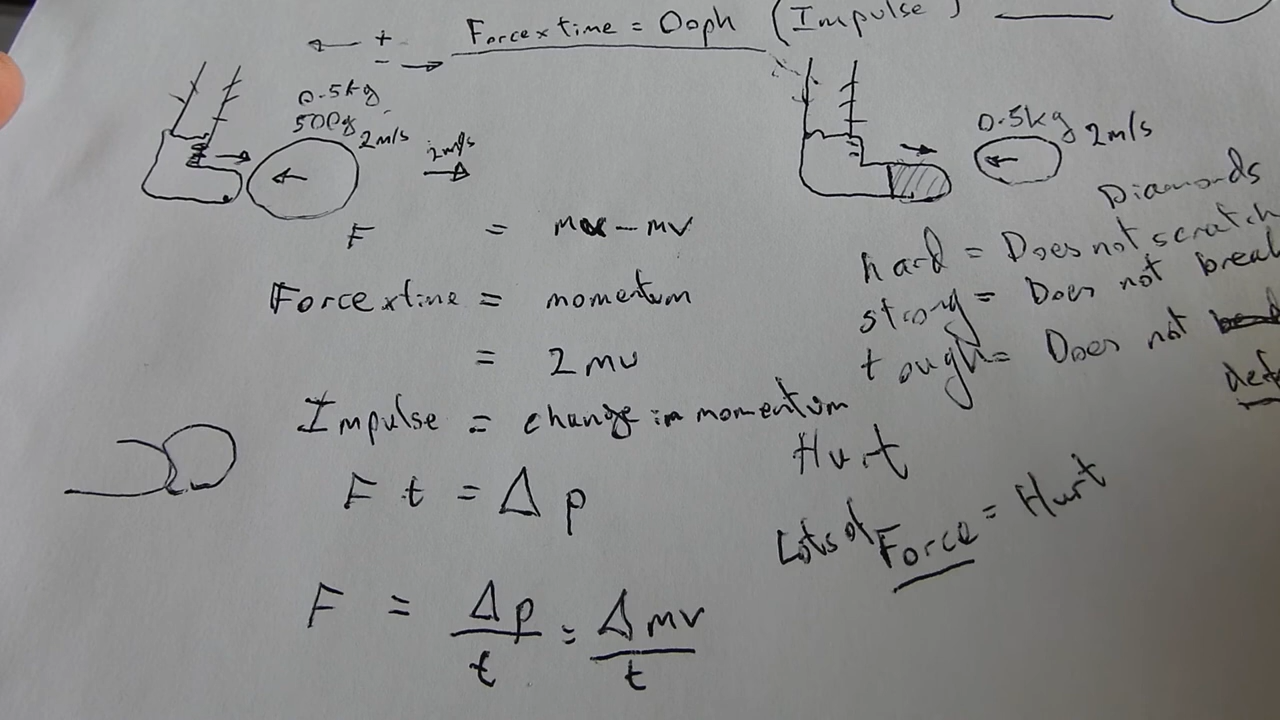 Force x time = Ooph (Impulse)
+
-
0.5kg
500g
2m/s
2m/s
0.5kg
2m/s
F = mu - mv
Force x time = momentum
= 2mv
Impulse = change in momentum
F t = Δ p
F = Δp/t = Δmv/t
Diamonds
hard = Does not scratch
strong = Does not break
tough = Does not
def
Hurt
Lots of Force = Hurt